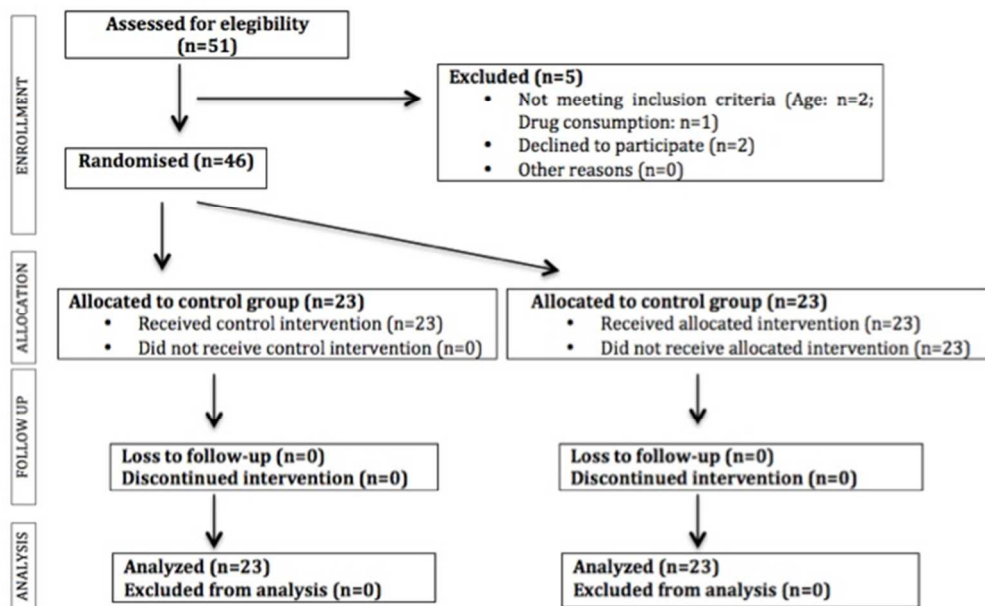 ENROLLMENT
Assessed for elegibility
(n=51)
Excluded (n=5)
• Not meeting inclusion criteria (Age: n=2;
Drug consumption: n=1)
• Declined to participate (n=2)
• Other reasons (n=0)
Randomised (n=46)
ALLOCATION
Allocated to control group (n=23)
• Received control intervention (n=23)
• Did not receive control intervention (n=0)
Allocated to control group (n=23)
• Received allocated intervention (n=23)
• Did not receive allocated intervention (n=23)
FOLLOW UP
Loss to follow-up (n=0)
Discontinued intervention (n=0)
Loss to follow-up (n=0)
Discontinued intervention (n=0)
ANALYSIS
Analyzed (n=23)
Excluded from analysis (n=0)
Analyzed (n=23)
Excluded from analysis (n=0)